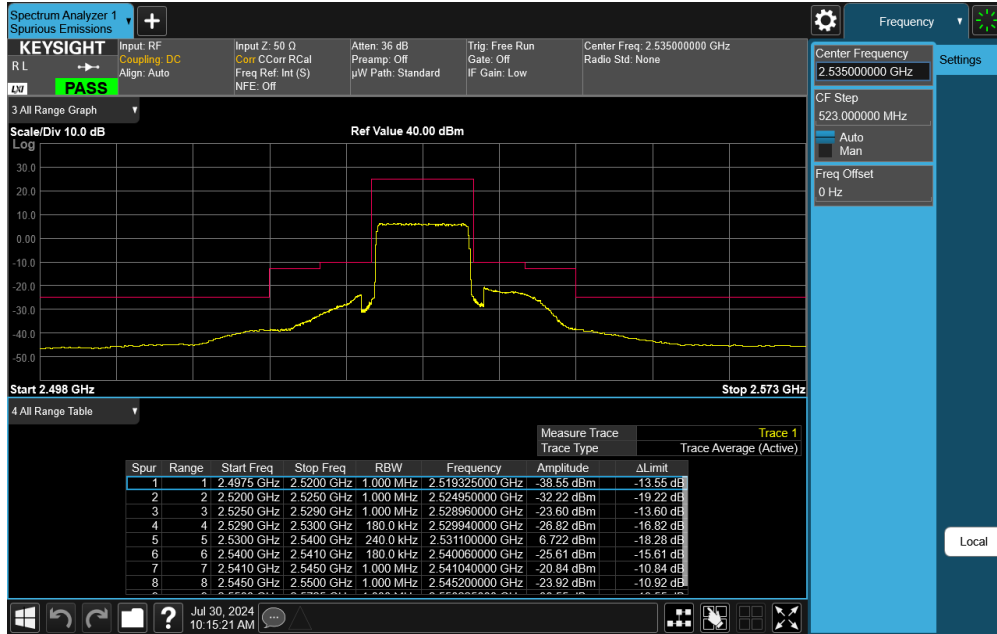 Spectrum Analyzer 1
Spurious Emissions
Frequency
KEYSIGHT
R L
LXI
PASS
Input: RF
Coupling: DC
Align: Auto
Input Z: 50 Ω
Corr CCorr RCal
Freq Ref: Int (S)
NFE: Off
Atten: 36 dB
Preamp: Off
µW Path: Standard
Trig: Free Run
Gate: Off
IF Gain: Low
Center Freq: 2.535000000 GHz
Radio Std: None
Center Frequency
2.535000000 GHz
Settings
CF Step
523.000000 MHz
Auto
Man
Freq Offset
0 Hz
Local
3 All Range Graph
Scale/Div 10.0 dB
Ref Value 40.00 dBm
Log
30.0
20.0
10.0
0.00
-10.0
-20.0
-30.0
-40.0
-50.0
Start 2.498 GHz
Stop 2.573 GHz
4 All Range Table
Measure Trace Trace 1
Trace Type Trace Average (Active)
Spur Range Start Freq Stop Freq RBW Frequency Amplitude ΔLimit
1 1 2.4975 GHz 2.5200 GHz 1.000 MHz 2.519325000 GHz -38.55 dBm -13.55 dB
2 2 2.5200 GHz 2.5250 GHz 1.000 MHz 2.524950000 GHz -32.22 dBm -19.22 dB
3 3 2.5250 GHz 2.5290 GHz 1.000 MHz 2.528960000 GHz -23.60 dBm -13.60 dB
4 4 2.5290 GHz 2.5300 GHz 180.0 kHz 2.529940000 GHz -26.82 dBm -16.82 dB
5 5 2.5300 GHz 2.5400 GHz 240.0 kHz 2.531100000 GHz 6.722 dBm -18.28 dB
6 6 2.5400 GHz 2.5410 GHz 180.0 kHz 2.540060000 GHz -25.61 dBm -15.61 dB
7 7 2.5410 GHz 2.5450 GHz 1.000 MHz 2.541040000 GHz -20.84 dBm -10.84 dB
8 8 2.5450 GHz 2.5500 GHz 1.000 MHz 2.545200000 GHz -23.92 dBm -10.92 dB
Jul 30, 2024
10:15:21 AM